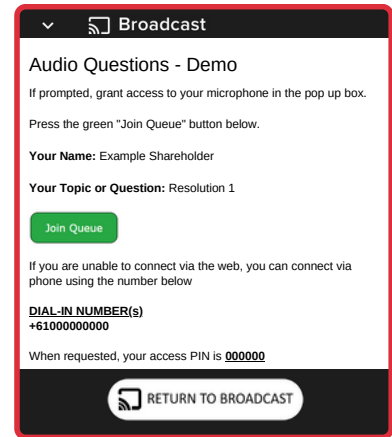 Broadcast
Audio Questions - Demo
If prompted, grant access to your microphone in the pop up box.
Press the green "Join Queue" button below.
Your Name: Example Shareholder
Your Topic or Question: Resolution 1
Join Queue
If you are unable to connect via the web, you can connect via
phone using the number below
DIAL-IN NUMBER(s)
+61000000000
When requested, your access PIN is 000000
RETURN TO BROADCAST